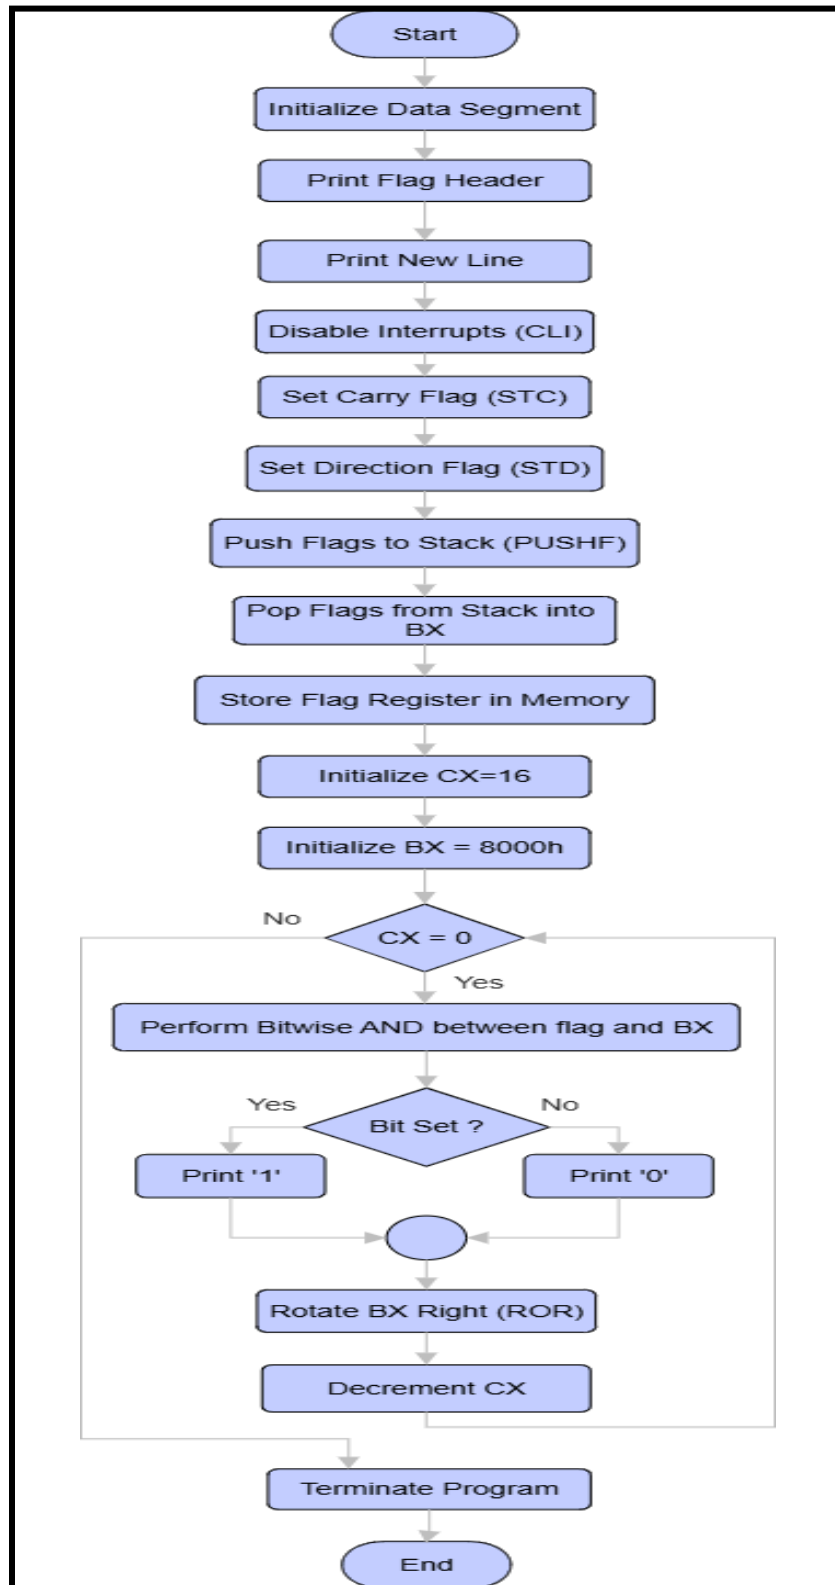 Start
Initialize Data Segment
Print Flag Header
Print New Line
Disable Interrupts (CLI)
Set Carry Flag (STC)
Set Direction Flag (STD)
Push Flags to Stack (PUSHF)
Pop Flags from Stack into
BX
Store Flag Register in Memory
Initialize CX=16
Initialize BX = 8000h
No
CX = 0
Yes
Perform Bitwise AND between flag and BX
Yes
No
Bit Set ?
Print '1'
Print '0'
Rotate BX Right (ROR)
Decrement CX
Terminate Program
End